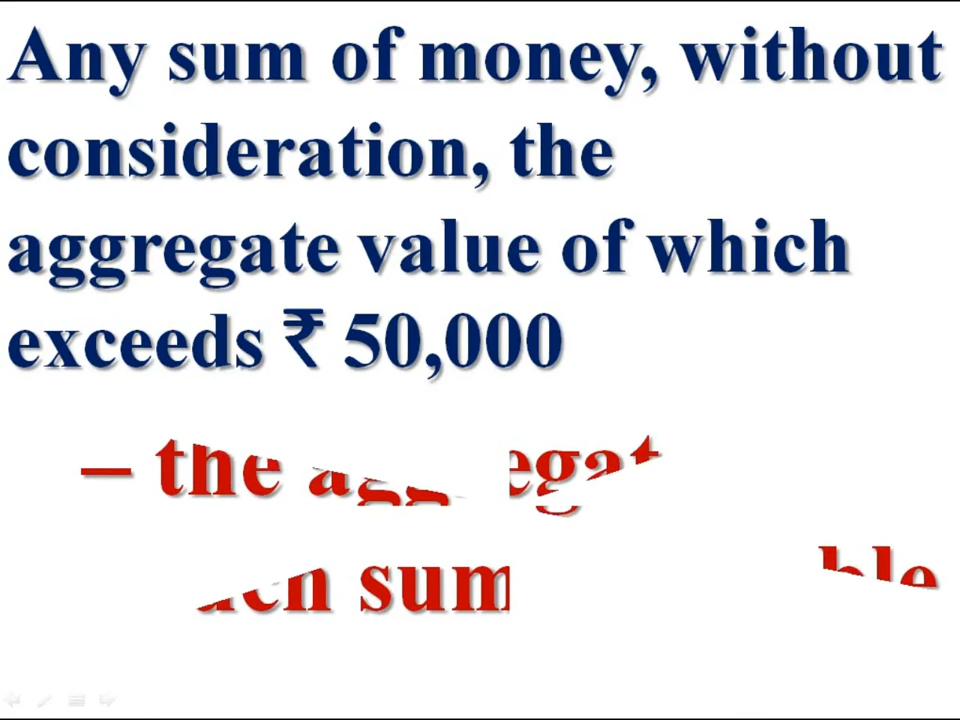 Any sum of money, without
consideration, the
aggregate value of which
exceeds ₹ 50,000
– the
sum